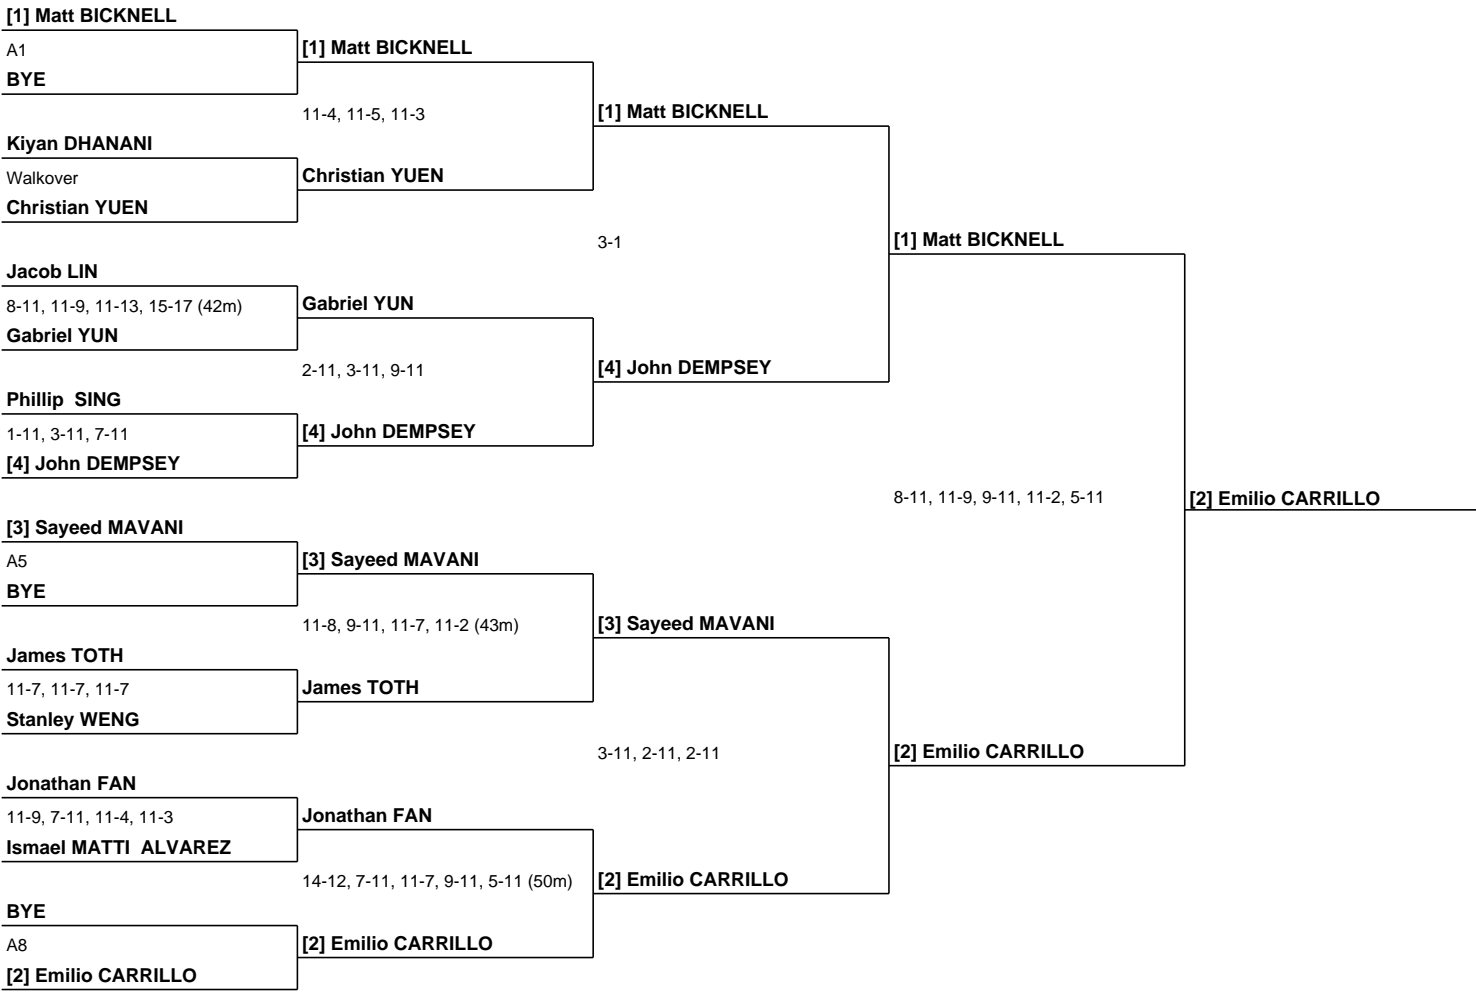 [1] Matt BICKNELL
A1
BYE
Kiyan DHANANI
Walkover
Christian YUEN
Jacob LIN
8-11, 11-9, 11-13, 15-17 (42m)
Gabriel YUN
Phillip  SING
1-11, 3-11, 7-11
[4] John DEMPSEY
[3] Sayeed MAVANI
A5
BYE
James TOTH
11-7, 11-7, 11-7
Stanley WENG
Jonathan FAN
11-9, 7-11, 11-4, 11-3
Ismael MATTI  ALVAREZ
BYE
A8
[2] Emilio CARRILLO
[1] Matt BICKNELL
11-4, 11-5, 11-3
Christian YUEN
Gabriel YUN
2-11, 3-11, 9-11
[4] John DEMPSEY
[3] Sayeed MAVANI
11-8, 9-11, 11-7, 11-2 (43m)
James TOTH
Jonathan FAN
14-12, 7-11, 11-7, 9-11, 5-11 (50m)
[2] Emilio CARRILLO
[1] Matt BICKNELL
3-1
[4] John DEMPSEY
[3] Sayeed MAVANI
3-11, 2-11, 2-11
[2] Emilio CARRILLO
[1] Matt BICKNELL
8-11, 11-9, 9-11, 11-2, 5-11
[2] Emilio CARRILLO
[2] Emilio CARRILLO